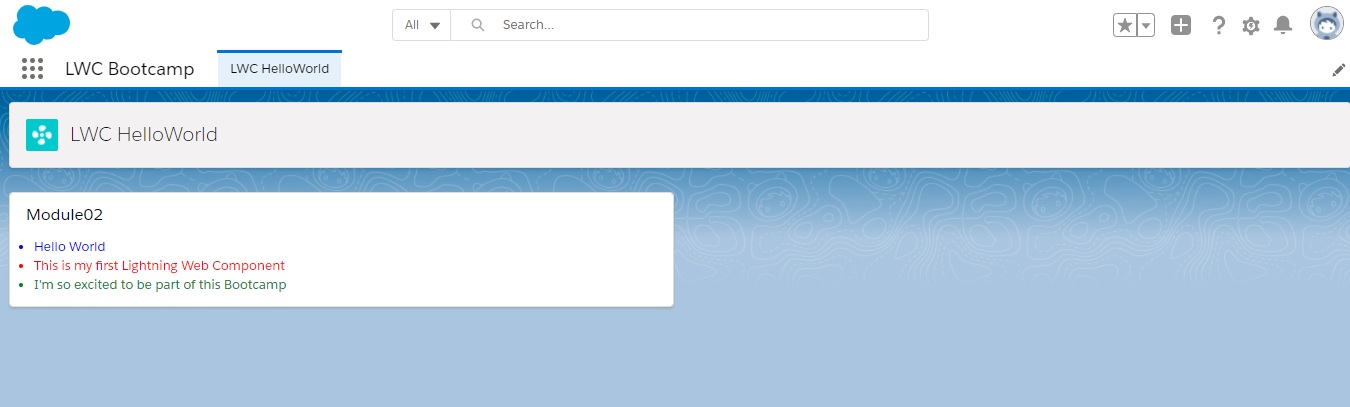 All
Search...
LWC Bootcamp
LWC HelloWorld
LWC HelloWorld
Module02
Hello World
This is my first Lightning Web Component
I'm so excited to be part of this Bootcamp